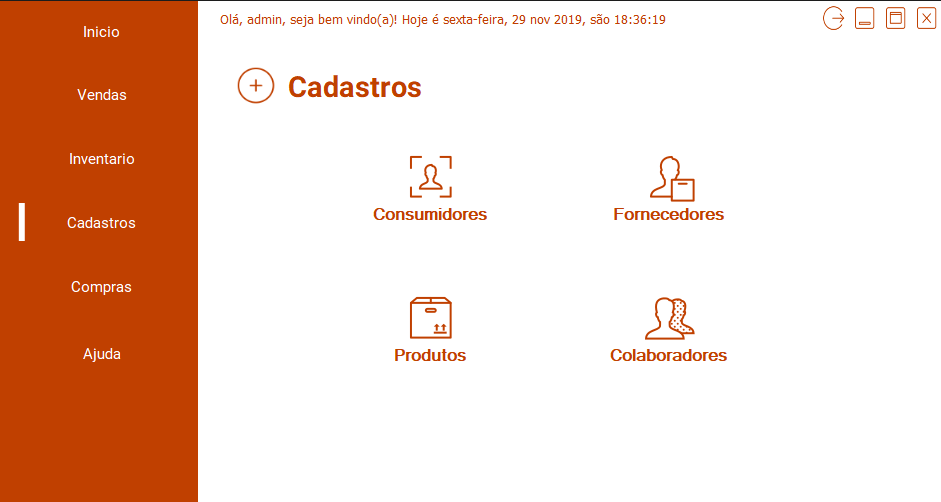 Olá, admin, seja bem vindo(a)! Hoje é sexta-feira, 29 nov 2019, são 18:36:19
Inicio
Vendas
Inventario
Cadastros
Compras
Ajuda
Cadastros
Consumidores
Fornecedores
Produtos
Colaboradores